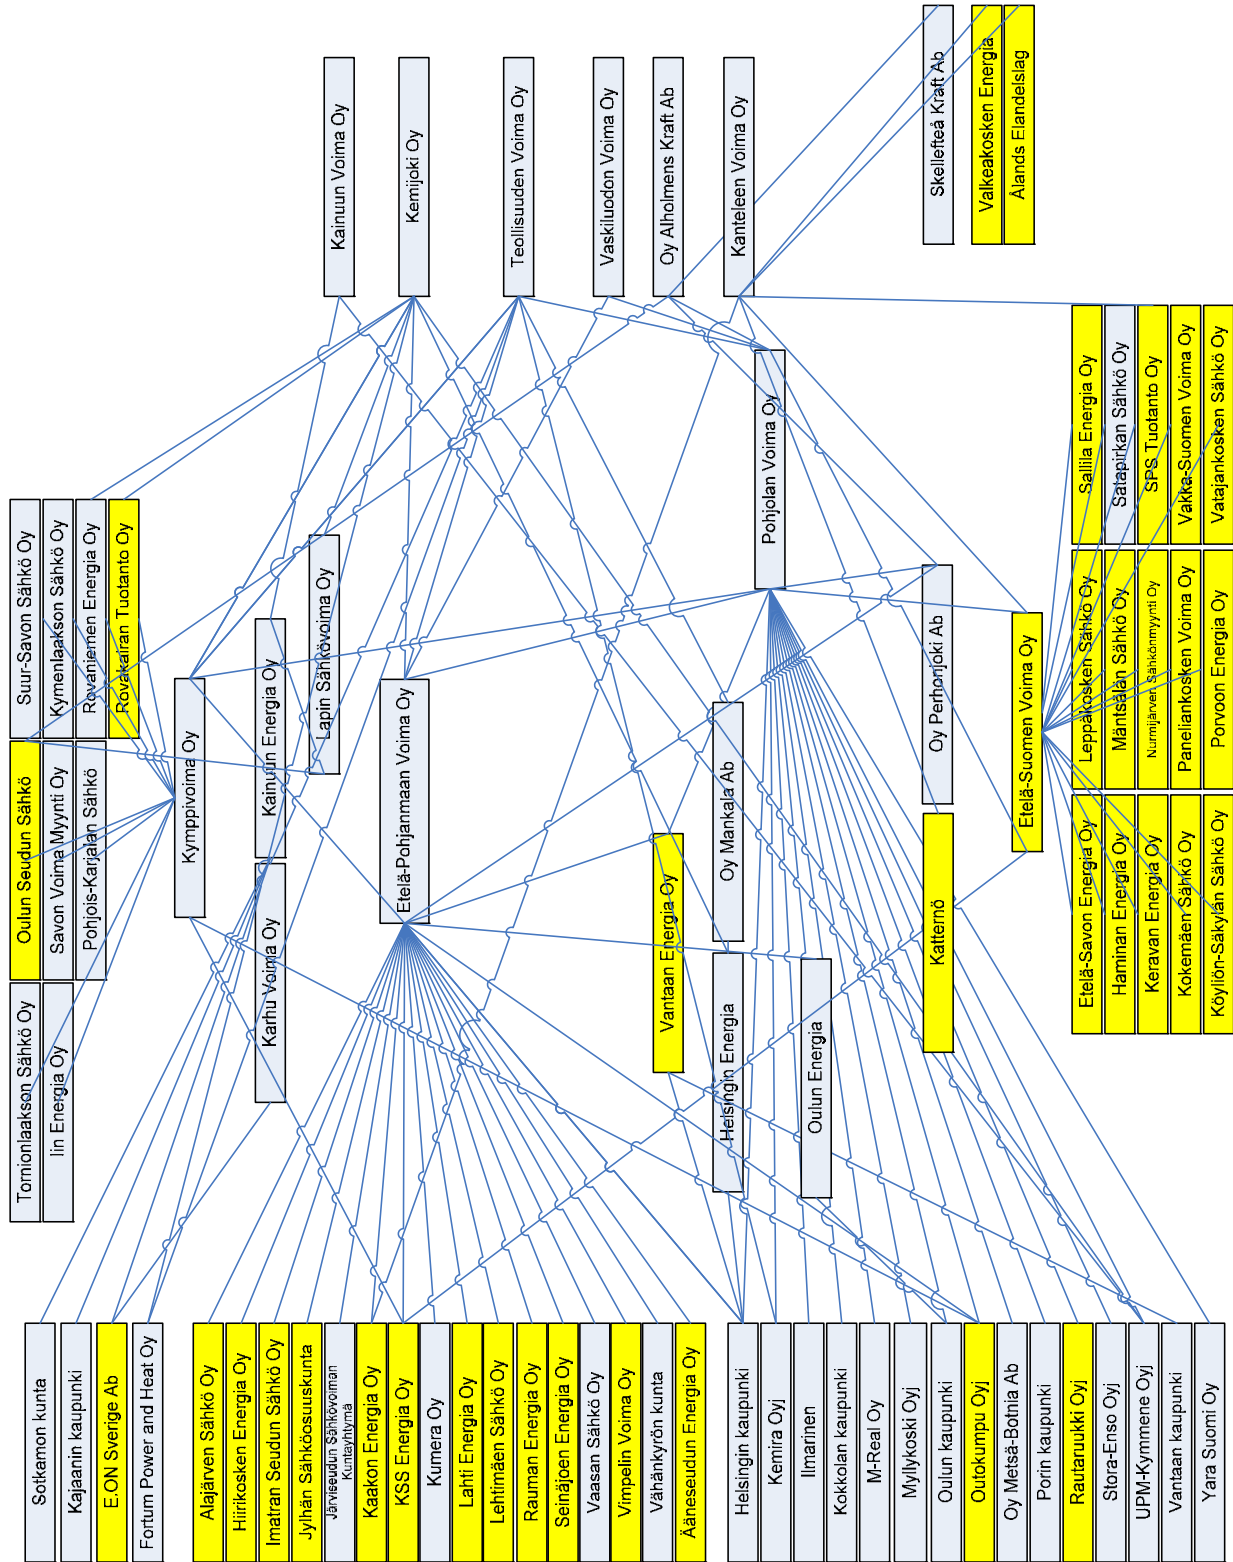 Sotkamon kunta
Kajaanin kaupunki
E.ON Sverige Ab
Fortum Power and Heat Oy
Alajärven Sähkö Oy
Hiirikosken Energia Oy
Imatran Seudun Sähkö Oy
Jylhän Sähköosuuskunta
Järviseudun Sähkövoiman
Kuntayhtymä
Kaakon Energia Oy
KSS Energia Oy
Kumera Oy
Lahti Energia Oy
Lehtimäen Sähkö Oy
Rauman Energia Oy
Seinäjoen Energia Oy
Vaasan Sähkö Oy
Vimpelin Voima Oy
Vähänkyrön kunta
Ääneseudun Energia Oy
Helsingin kaupunki
Kemira Oyj
Ilmarinen
Kokkolan kaupunki
M-Real Oy
Myllykoski Oyj
Oulun kaupunki
Outokumpu Oyj
Oy Metsä-Botnia Ab
Porin kaupunki
Rautaruukki Oyj
Stora-Enso Oyj
UPM-Kymmene Oyj
Vantaan kaupunki
Yara Suomi Oy
Tornionlaakson Sähkö Oy
Iin Energia Oy
Oulun Seudun Sähkö
Savon Voima Myynti Oy
Pohjois-Karjalan Sähkö
Suur-Savon Sähkö Oy
Kymenlaakson Sähkö Oy
Rovaniemen Energia Oy
Rovakairan Tuotanto Oy
Kymppivoima Oy
Karhu Voima Oy
Kainuun Energia Oy
Lapin Sähkövoima Oy
Etelä-Pohjanmaan Voima Oy
Vantaan Energia Oy
Helsingin Energia
Oy Mankala Ab
Oulun Energia
Pohjolan Voima Oy
Katternö
Oy Perhonjoki Ab
Etelä-Suomen Voima Oy
Etelä-Savon Energia Oy
Haminan Energia Oy
Keravan Energia Oy
Kokemäen Sähkö Oy
Köyliön-Säkylän Sähkö Oy
Leppäkosken Sähkö Oy
Mäntsälän Sähkö Oy
Nurmijärven Sähkönmyynti Oy
Paneliankosken Voima Oy
Porvoon Energia Oy
Sallila Energia Oy
Satapirkan Sähkö Oy
SPS Tuotanto Oy
Vakka-Suomen Voima Oy
Vatajankosken Sähkö Oy
Kainuun Voima Oy
Kemijoki Oy
Teollisuuden Voima Oy
Vaskiluodon Voima Oy
Oy Alholmens Kraft Ab
Kanteleen Voima Oy
Skellefteå Kraft Ab
Valkeakosken Energia
Ålands Elandelslag